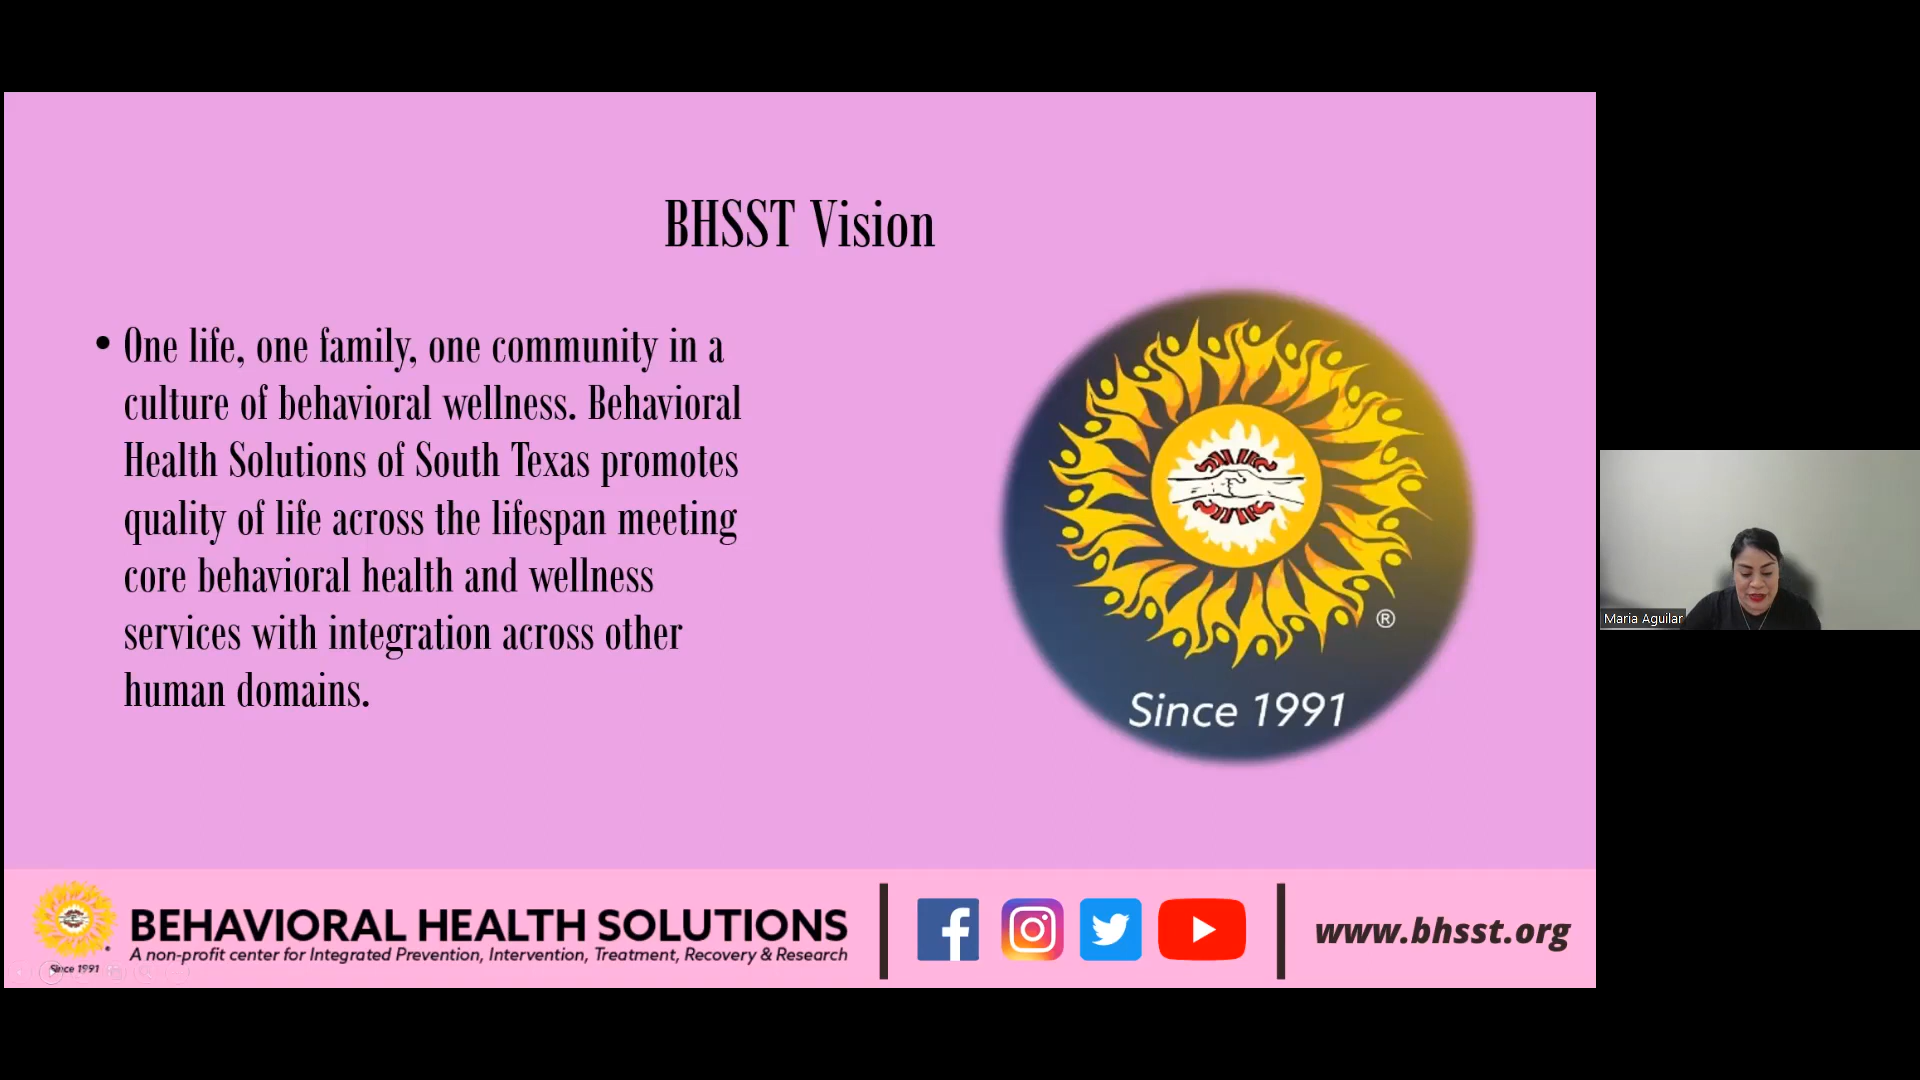 BHSST Vision
• One life, one family, one community in a
culture of behavioral wellness. Behavioral
Health Solutions of South Texas promotes
quality of life across the lifespan meeting
core behavioral health and wellness
services with integration across other
human domains.
®
Since 1991
Maria Aguilar
BEHAVIORAL HEALTH SOLUTIONS
A non-profit center for Integrated Prevention, Intervention, Treatment, Recovery & Research
Since 1991
www.bhsst.org